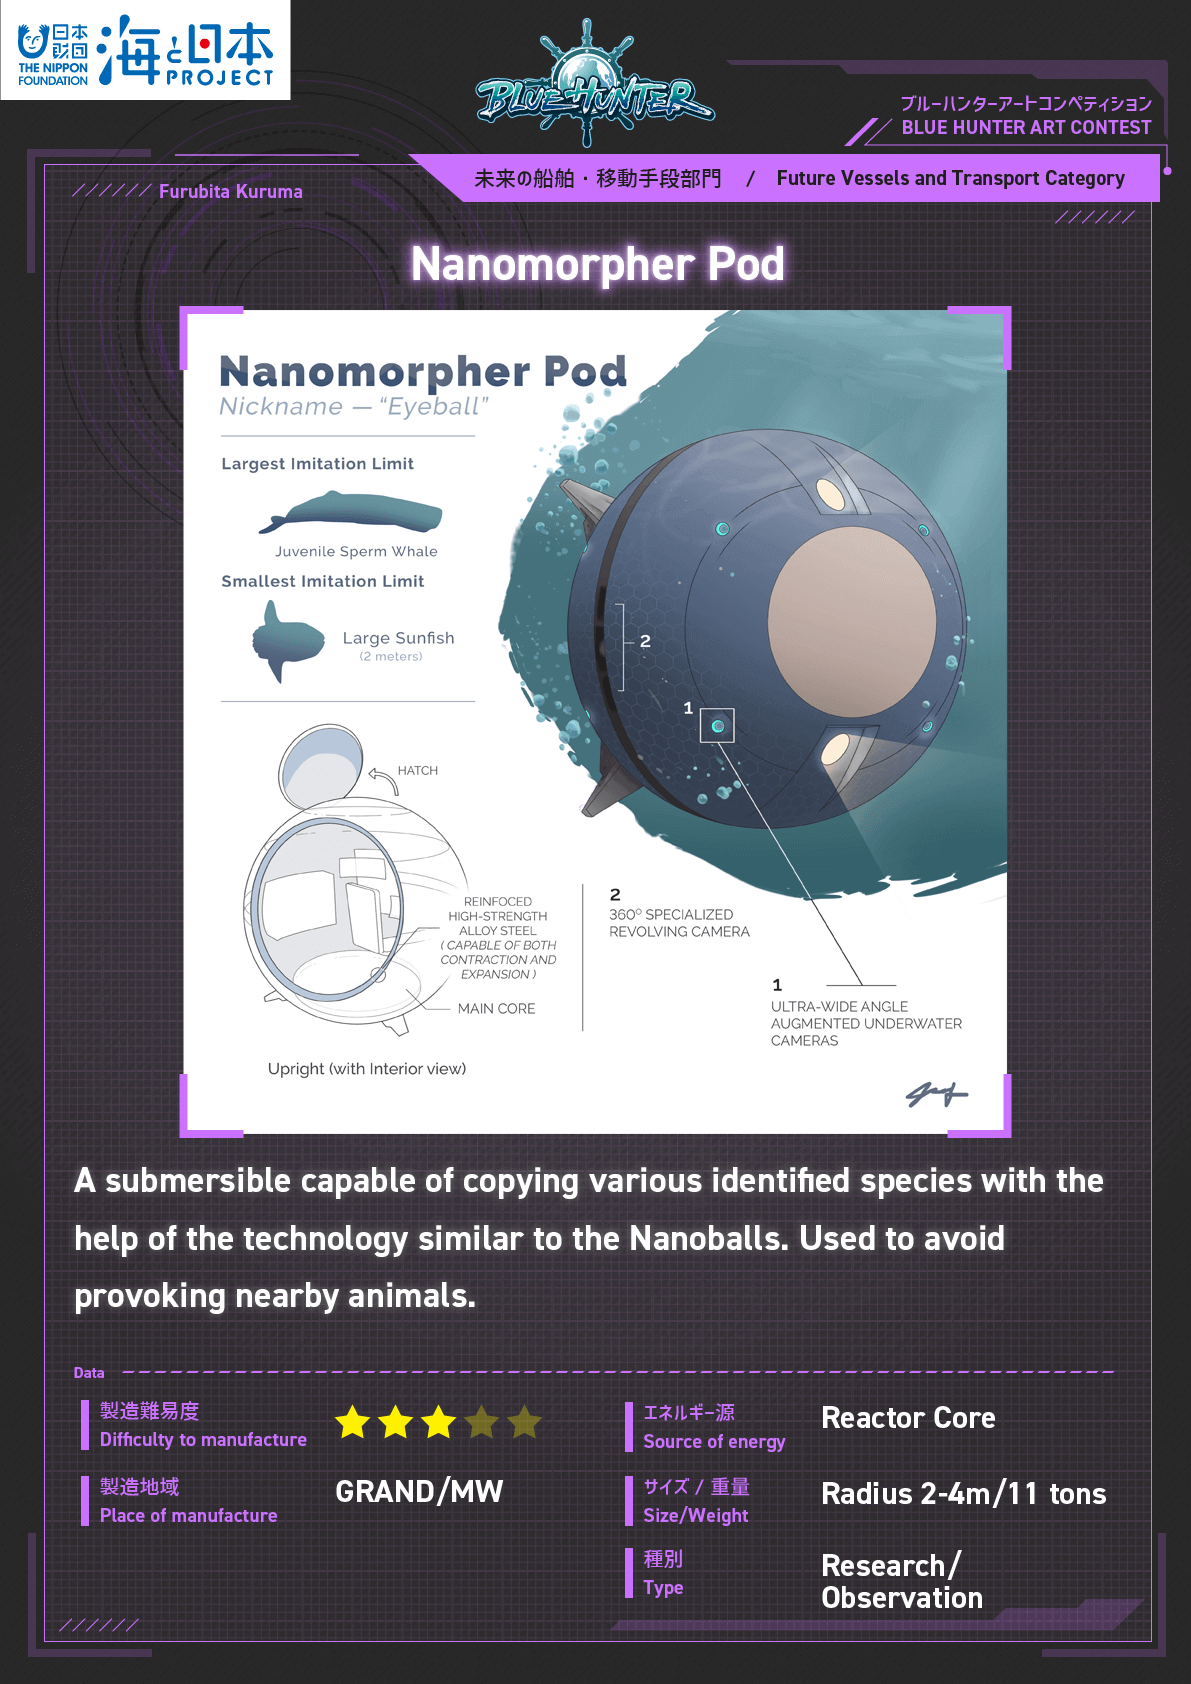 日本
財団
THE NIPPON
FOUNDATION
海と日本
PROJECT
BLUE HUNTER
ブルーハンターアートコンペティション
BLUE HUNTER ART CONTEST
未来の船舶・移動手段部門 / Future Vessels and Transport Category
Furubita Kuruma
Nanomorpher Pod
Nanomorpher Pod
Nickname — “Eyeball”
Largest Imitation Limit
Juvenile Sperm Whale
Smallest Imitation Limit
Large Sunfish
(2 meters)
2
1
HATCH
REINFOCED
HIGH-STRENGTH
ALLOY STEEL
( CAPABLE OF BOTH
CONTRACTION AND
EXPANSION )
MAIN CORE
Upright (with Interior view)
2
360° SPECIALIZED
REVOLVING CAMERA
1
ULTRA-WIDE ANGLE
AUGMENTED UNDERWATER
CAMERAS
A submersible capable of copying various identified species with the
help of the technology similar to the Nanoballs. Used to avoid
provoking nearby animals.
Data
製造難易度
Difficulty to manufacture
製造地域
Place of manufacture
GRAND/MW
エネルギー源
Source of energy
Reactor Core
サイズ / 重量
Size/Weight
Radius 2-4m/11 tons
種別
Type
Research/
Observation